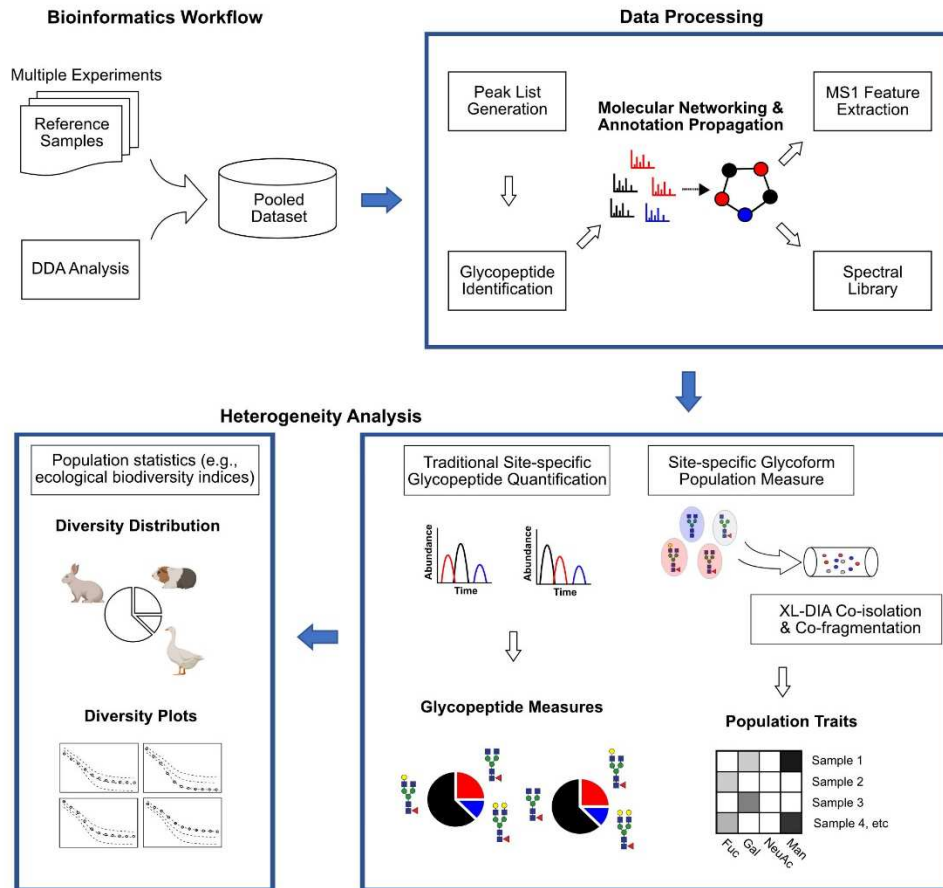 Bioinformatics Workflow
Multiple Experiments
Reference
Samples
DDA Analysis
Pooled
Dataset
Data Processing
Peak List
Generation
Glycopeptide
Identification
Molecular Networking &
Annotation Propagation
MS1 Feature
Extraction
Spectral
Library
Heterogeneity Analysis
Population statistics (e.g.,
ecological biodiversity indices)
Diversity Distribution
Diversity Plots
Traditional Site-specific
Glycopeptide Quantification
Abundance
Time
Abundance
Time
Glycopeptide Measures
Site-specific Glycoform
Population Measure
XL-DIA Co-isolation
& Co-fragmentation
Population Traits
Sample 1
Sample 2
Sample 3
Sample 4, etc
Fuc
Gal
NeuAc
Man